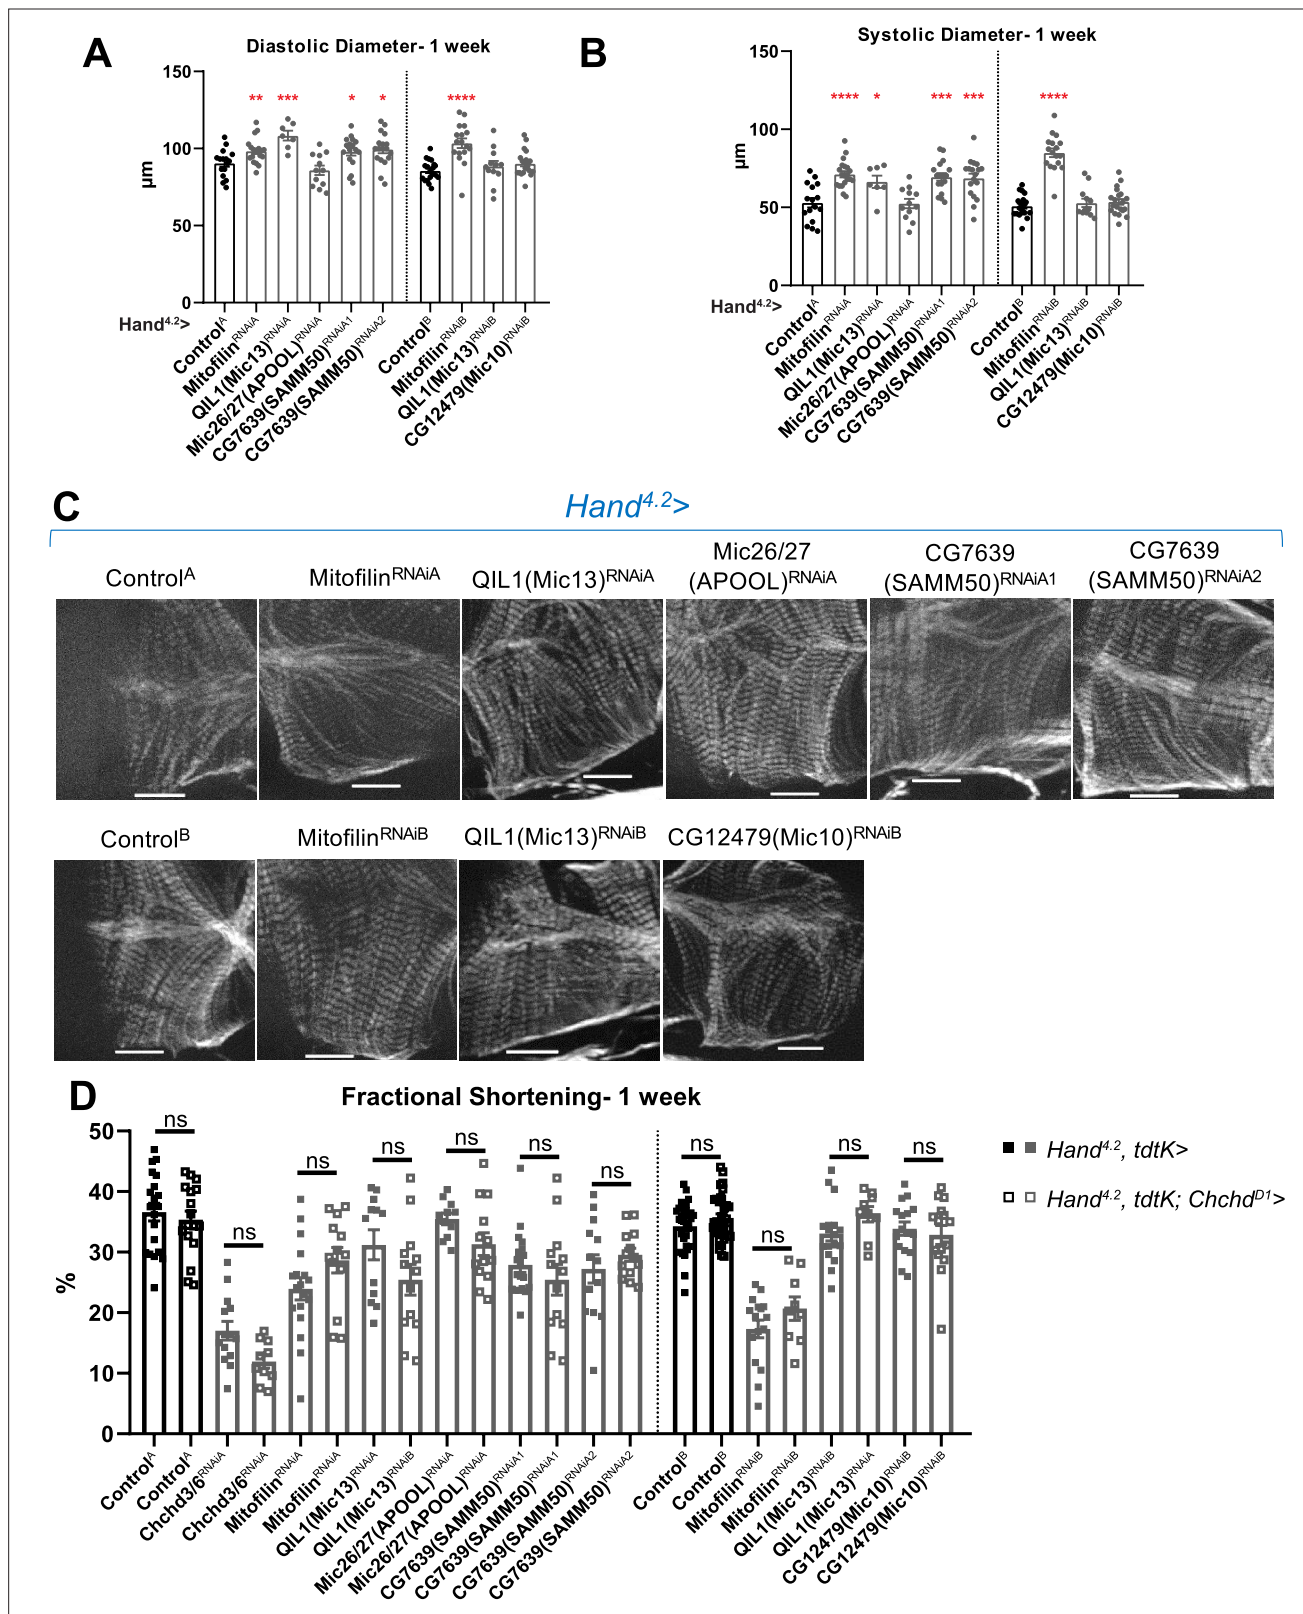 A
Diastolic Diameter- 1 week
150
100
50
0
µm
** *** * * ****
Hand4.2>
ControlA
MitofilinRNAiA
QIL1(Mic13)RNAiA
Mic26/27(APOOL)RNAiA
CG7639(SAMM50)RNAiA1
CG7639(SAMM50)RNAiA2
ControlB
MitofilinRNAiB
QIL1(Mic13)RNAiB
CG12479(Mic10)RNAiB
B
Systolic Diameter- 1 week
150
100
50
0
µm
**** * *** *** ****
Hand4.2>
ControlA
MitofilinRNAiA
QIL1(Mic13)RNAiA
Mic26/27(APOOL)RNAiA
CG7639(SAMM50)RNAiA1
CG7639(SAMM50)RNAiA2
ControlB
MitofilinRNAiB
QIL1(Mic13)RNAiB
CG12479(Mic10)RNAiB
C
Hand4.2>
ControlA
MitofilinRNAiA
QIL1(Mic13)RNAiA
Mic26/27
(APOOL)RNAiA
CG7639
(SAMM50)RNAiA1
CG7639
(SAMM50)RNAiA2
ControlB
MitofilinRNAiB
QIL1(Mic13)RNAiB
CG12479(Mic10)RNAiB
D
Fractional Shortening- 1 week
50
40
30
20
10
0
%
ns ns ns ns ns ns ns ns ns ns ns
Hand4.2, tdtK>
Hand4.2, tdtK; ChchdD1>
ControlA
ControlA
Chchd3/6RNAiA
Chchd3/6RNAiA
MitofilinRNAiA
MitofilinRNAiA
QIL1(Mic13)RNAiA
QIL1(Mic13)RNAiB
Mic26/27(APOOL)RNAiA
Mic26/27(APOOL)RNAiA
CG7639(SAMM50)RNAiA1
CG7639(SAMM50)RNAiA1
CG7639(SAMM50)RNAiA2
CG7639(SAMM50)RNAiA2
ControlB
ControlB
MitofilinRNAiB
MitofilinRNAiB
QIL1(Mic13)RNAiB
QIL1(Mic13)RNAiA
CG12479(Mic10)RNAiB
CG12479(Mic10)RNAiB